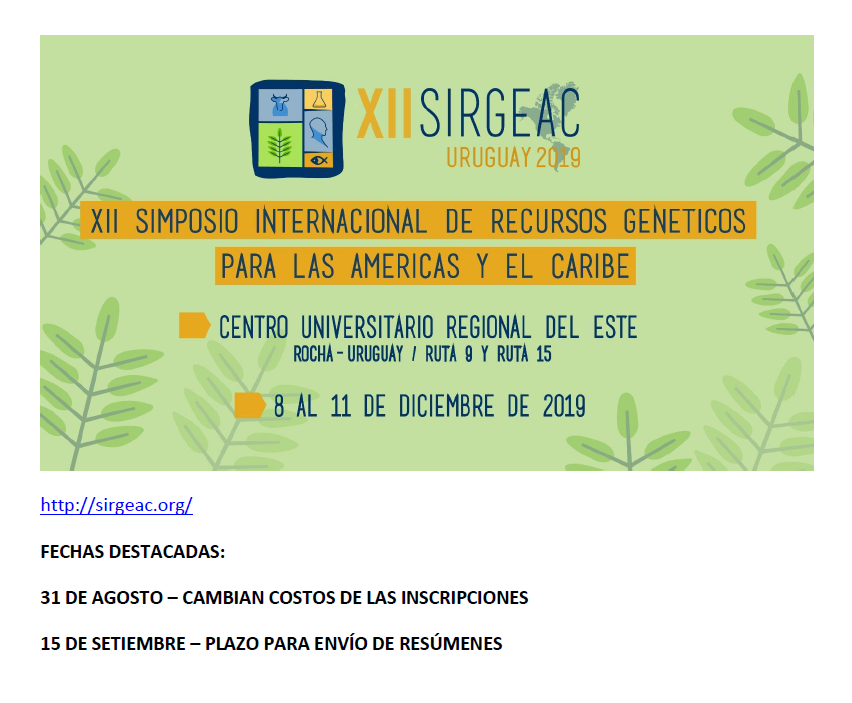 XII SIRGEAC
URUGUAY 2019
XII SIMPOSIO INTERNACIONAL DE RECURSOS GENETICOS
PARA LAS AMERICAS Y EL CARIBE
CENTRO UNIVERSITARIO REGIONAL DEL ESTE
ROCHA - URUGUAY / RUTA 9 Y RUTA 15
8 AL 11 DE DICIEMBRE DE 2019
http://sirgeac.org/
FECHAS DESTACADAS:
31 DE AGOSTO – CAMBIAN COSTOS DE LAS INSCRIPCIONES
15 DE SETIEMBRE – PLAZO PARA ENVÍO DE RESÚMENES